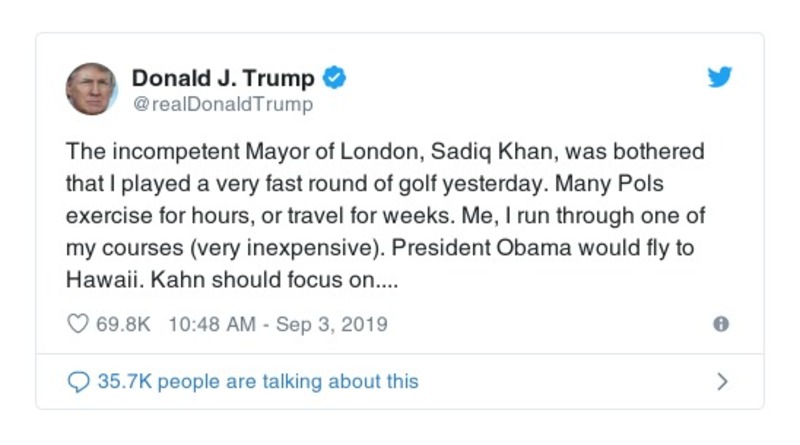 Donald J. Trump
@realDonaldTrump
The incompetent Mayor of London, Sadiq Khan, was bothered
that I played a very fast round of golf yesterday. Many Pols
exercise for hours, or travel for weeks. Me, I run through one of
my courses (very inexpensive). President Obama would fly to
Hawaii. Kahn should focus on....
69.8K 10:48 AM - Sep 3, 2019
35.7K people are talking about this